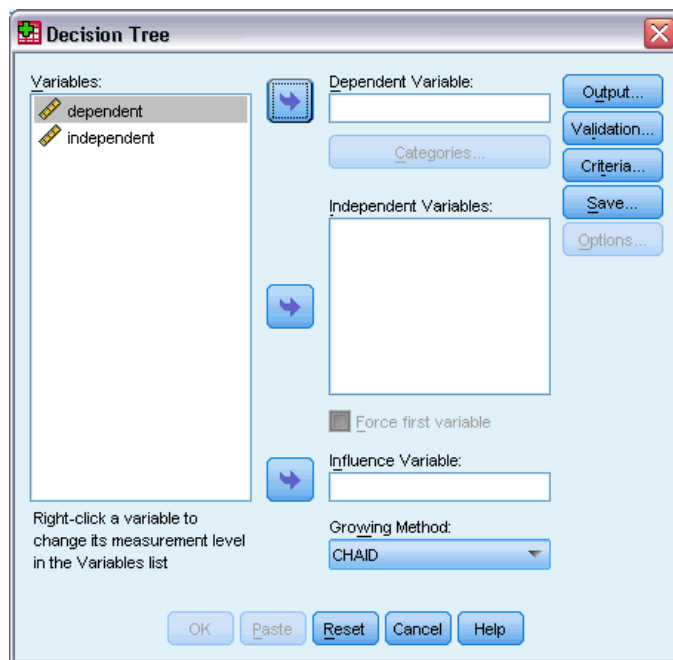 Decision Tree
Variables:
dependent
independent
Right-click a variable to
change its measurement level
in the Variables list
Dependent Variable:
Categories...
Independent Variables:
Force first variable
Influence Variable:
Growing Method:
CHAID
Output...
Validation...
Criteria...
Save...
Options...
OK
Paste
Reset
Cancel
Help